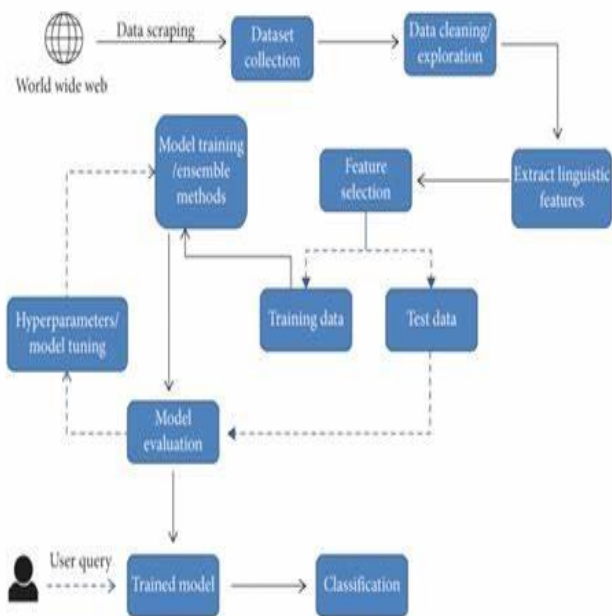 Data scraping
World wide web
Dataset
collection
Data cleaning/
exploration
Model training
/ensemble
methods
Feature
selection
Extract linguistic
features
Hyperparameters/
model tuning
Training data
Test data
Model
evaluation
User query
Trained model
Classification